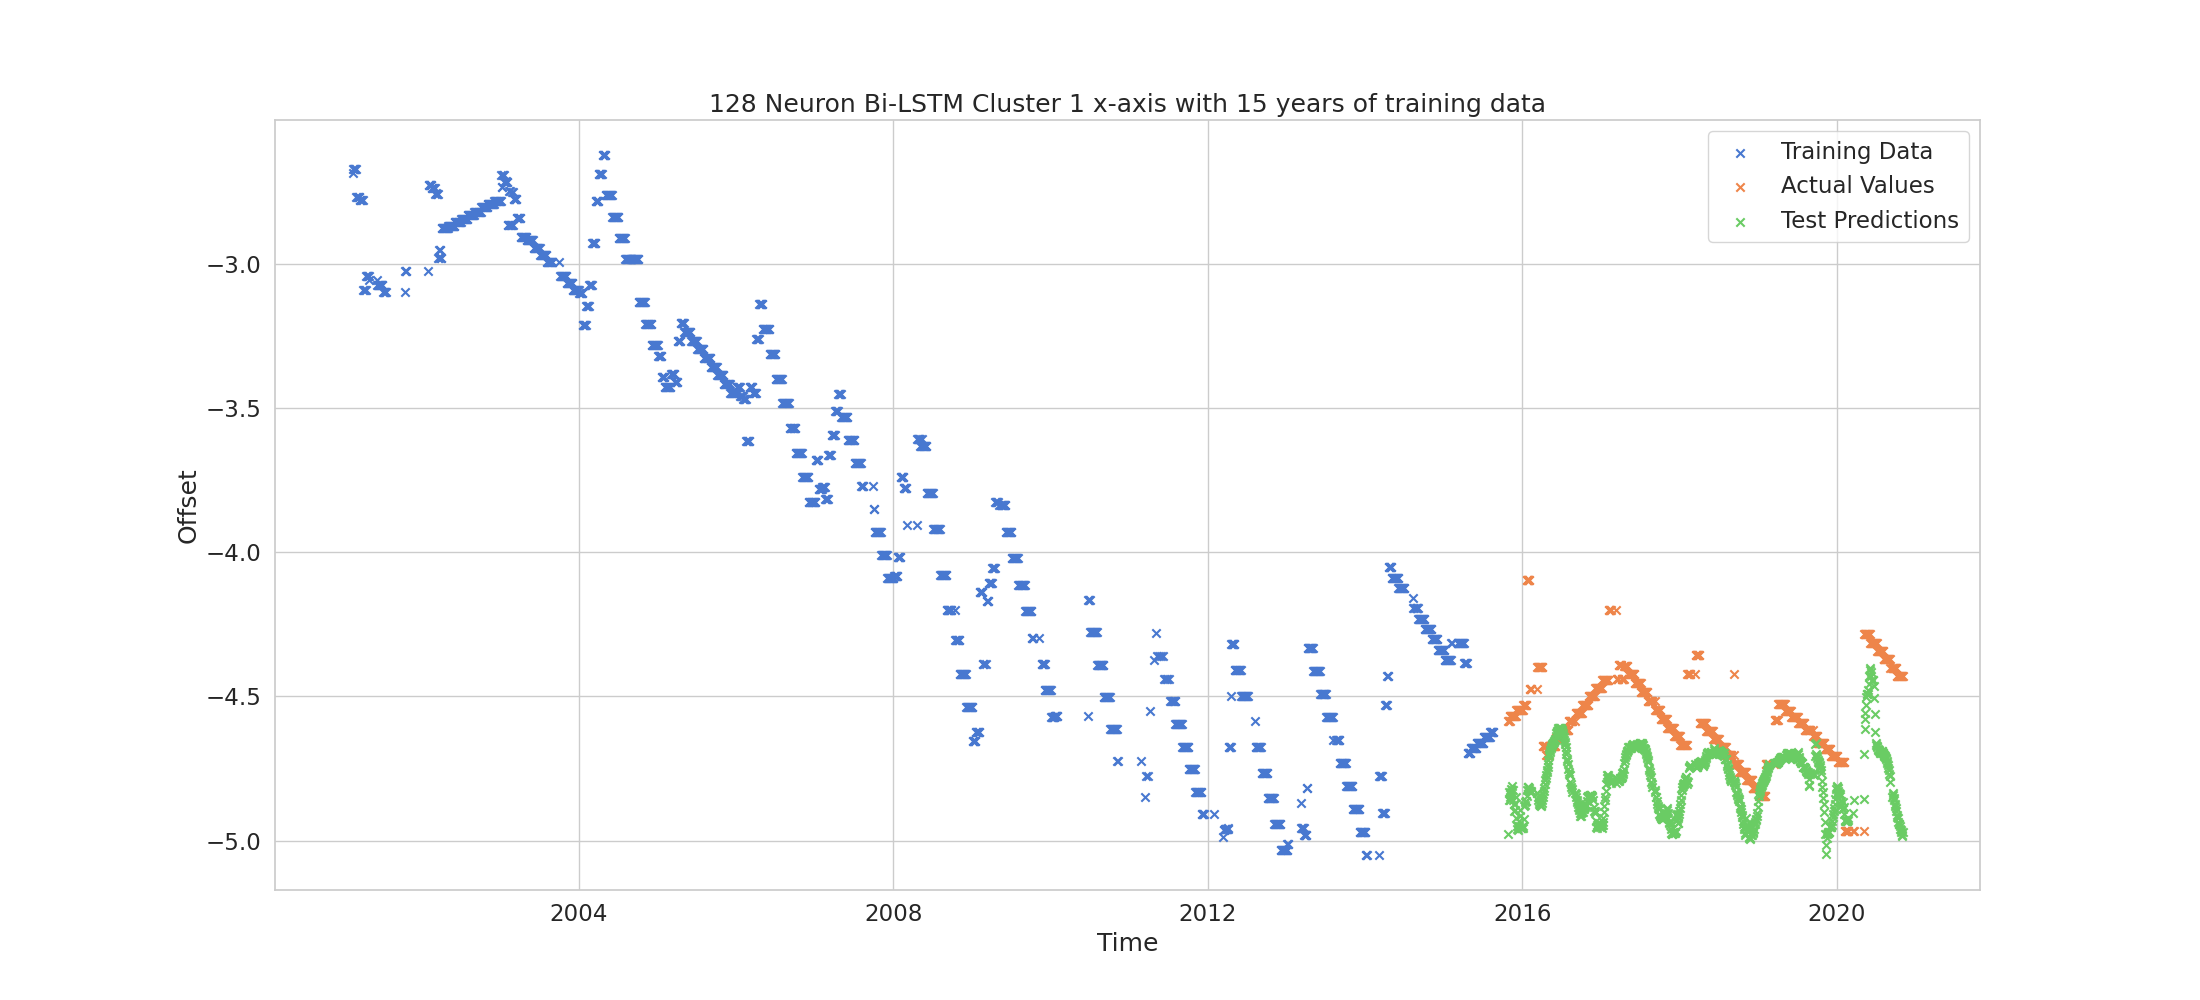 128 Neuron Bi-LSTM Cluster 1 x-axis with 15 years of training data
Training Data
Actual Values
Test Predictions
−3.0
−3.5
−4.0
−4.5
−5.0
Offset
2004 2008 2012 2016 2020
Time